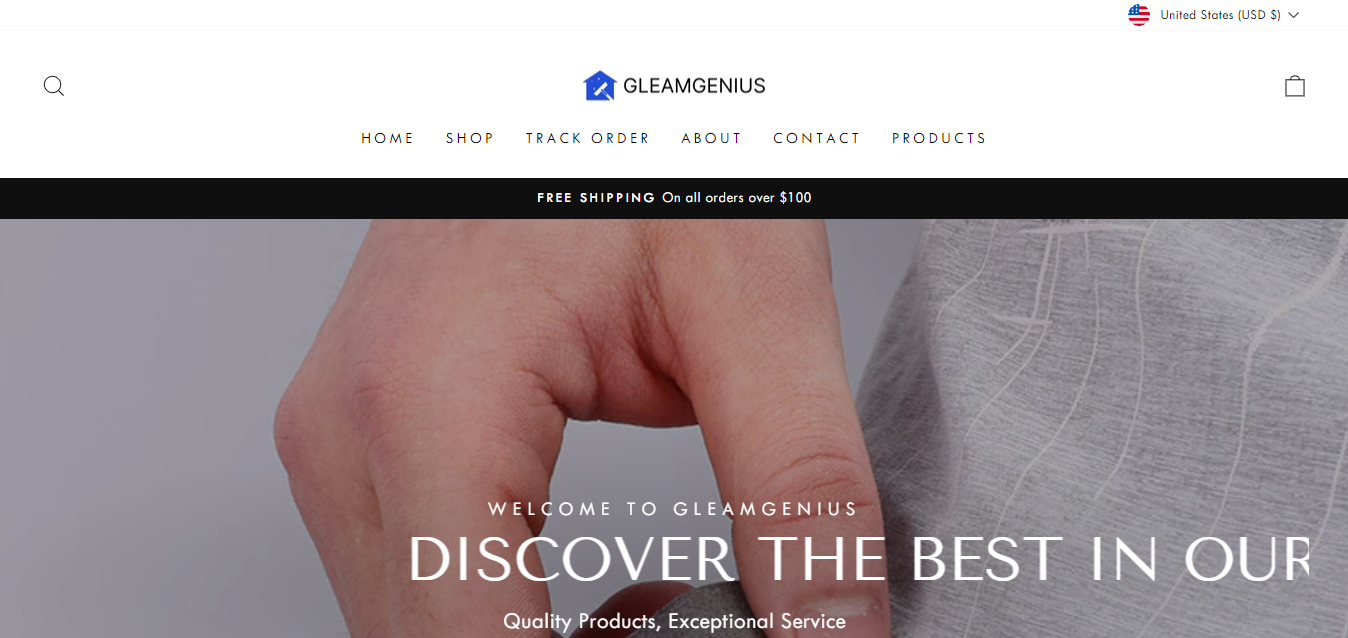 United States (USD $)
GLEAMGENIUS
HOME SHOP TRACK ORDER ABOUT CONTACT PRODUCTS
FREE SHIPPING On all orders over $100
WELCOME TO GLEAMGENIUS
DISCOVER THE BEST IN OUR
Quality Products, Exceptional Service